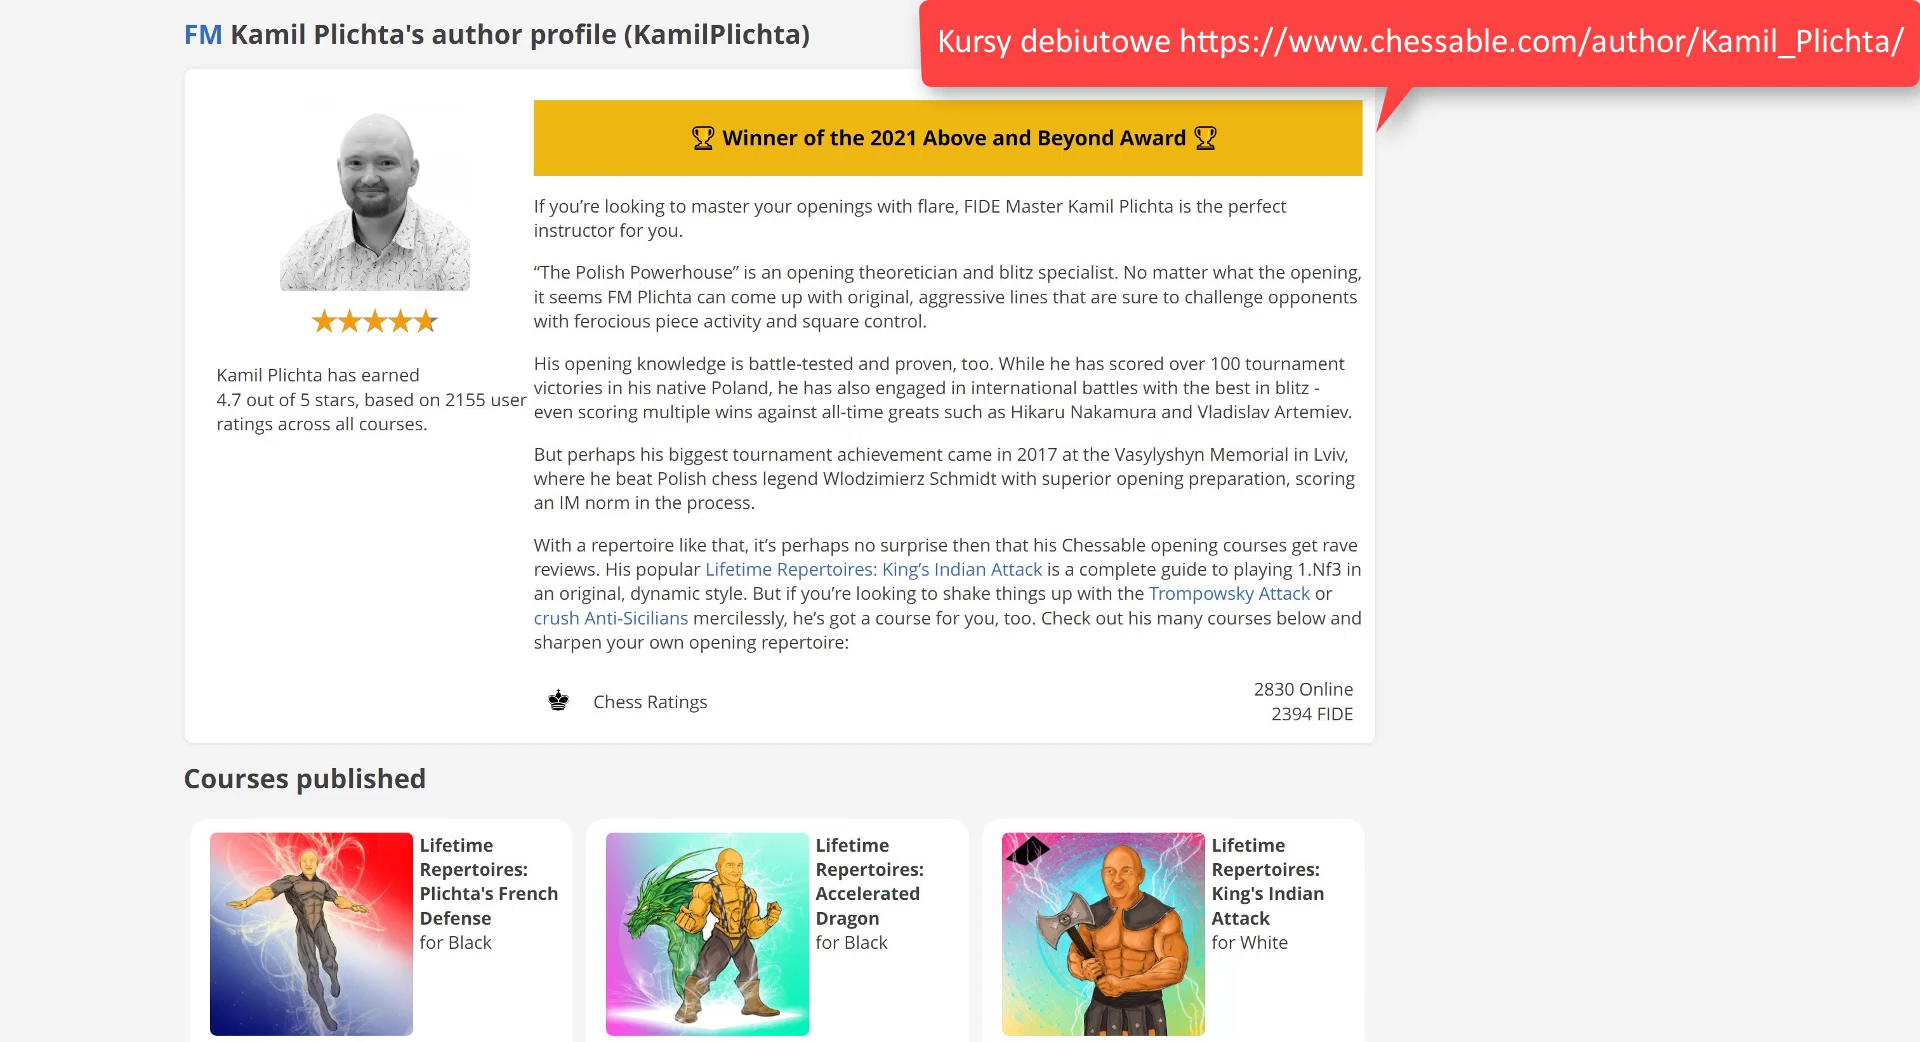 FM Kamil Plichta's author profile (KamilPlichta)
Kursy debiutowe https://www.chessable.com/author/Kamil_Plichta/
Winner of the 2021 Above and Beyond Award
If you’re looking to master your openings with flare, FIDE Master Kamil Plichta is the perfect
instructor for you.
“The Polish Powerhouse” is an opening theoretician and blitz specialist. No matter what the opening,
it seems FM Plichta can come up with original, aggressive lines that are sure to challenge opponents
with ferocious piece activity and square control.
Kamil Plichta has earned
4.7 out of 5 stars, based on 2155 user
ratings across all courses.
His opening knowledge is battle-tested and proven, too. While he has scored over 100 tournament
victories in his native Poland, he has also engaged in international battles with the best in blitz -
even scoring multiple wins against all-time greats such as Hikaru Nakamura and Vladislav Artemiev.
But perhaps his biggest tournament achievement came in 2017 at the Vasylyshyn Memorial in Lviv,
where he beat Polish chess legend Wlodzimierz Schmidt with superior opening preparation, scoring
an IM norm in the process.
With a repertoire like that, it’s perhaps no surprise then that his Chessable opening courses get rave
reviews. His popular Lifetime Repertoires: King’s Indian Attack is a complete guide to playing 1.Nf3 in
an original, dynamic style. But if you’re looking to shake things up with the Trompowsky Attack or
crush Anti-Sicilians mercilessly, he’s got a course for you, too. Check out his many courses below and
sharpen your own opening repertoire:
Chess Ratings
2830 Online
2394 FIDE
Courses published
Lifetime
Repertoires:
Plichta's French
Defense
for Black
Lifetime
Repertoires:
Accelerated
Dragon
for Black
Lifetime
Repertoires:
King's Indian
Attack
for White